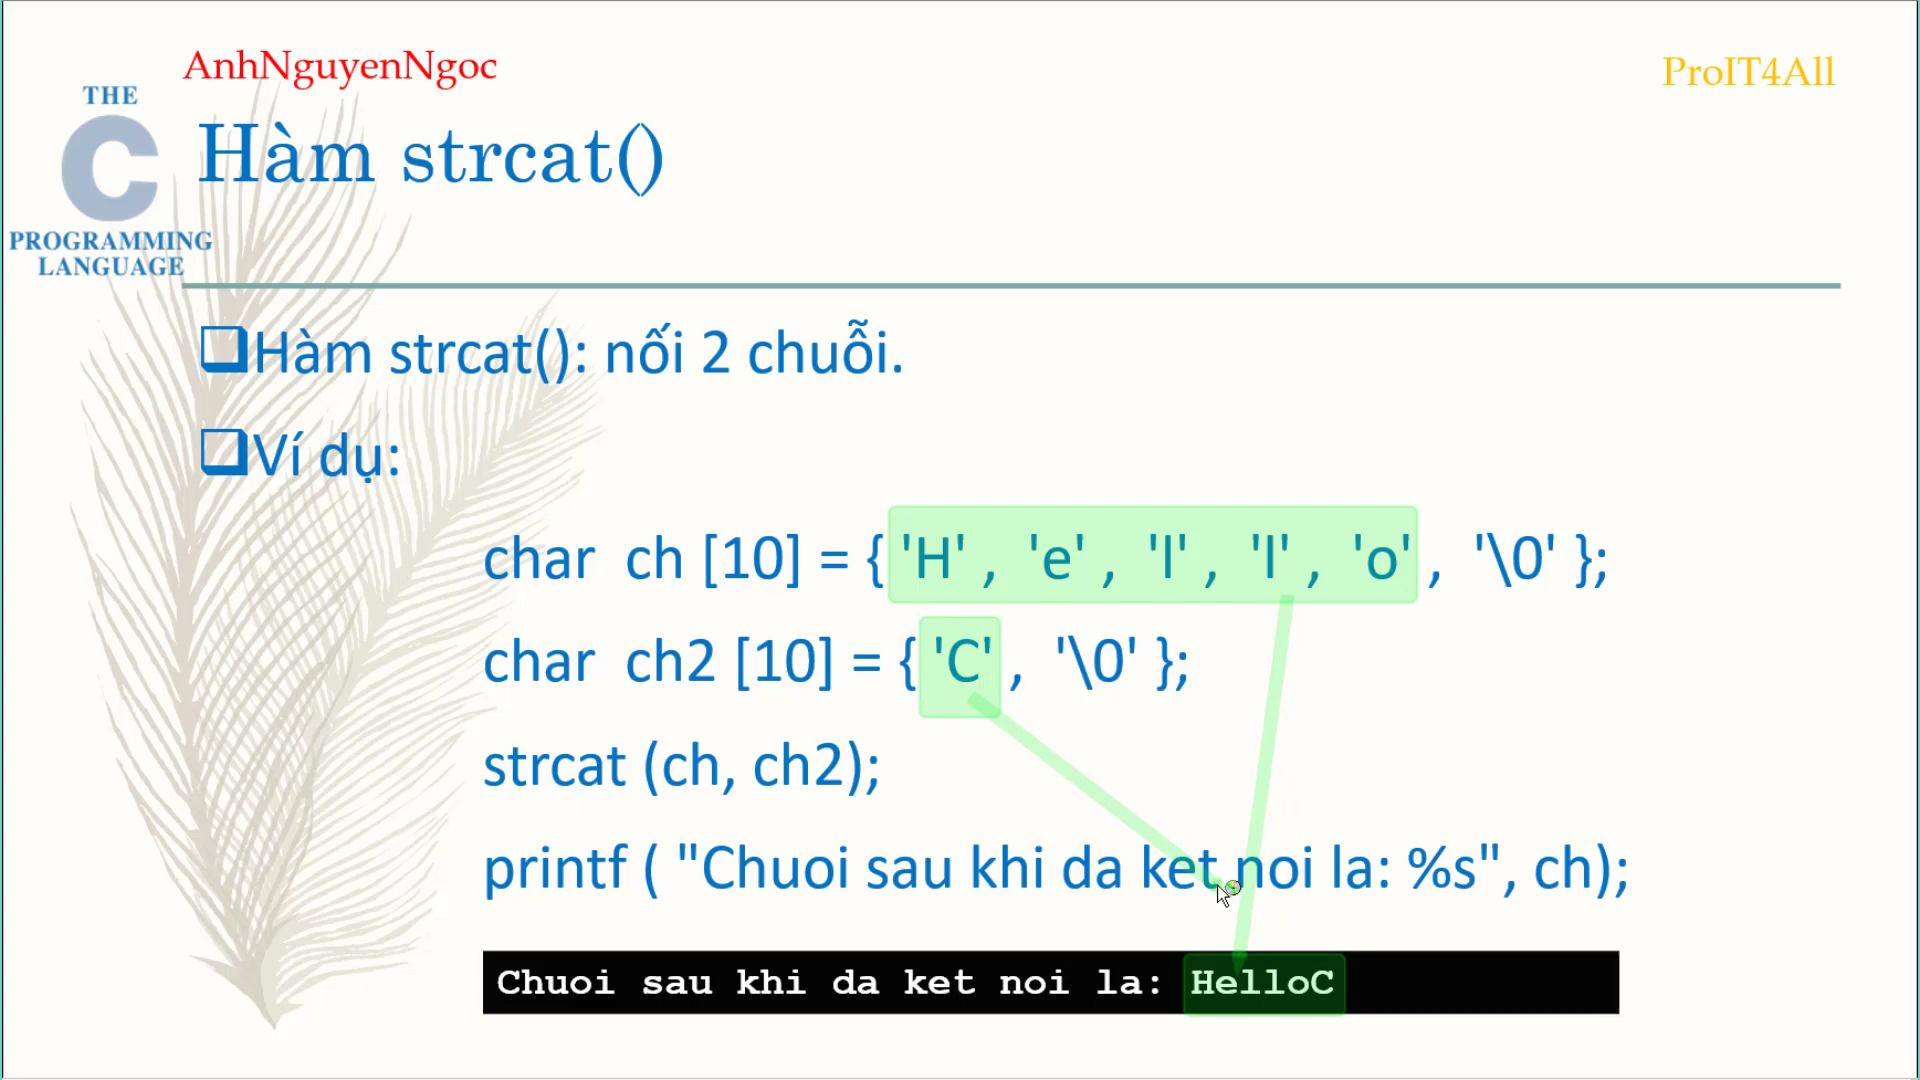 AnhNguyenNgoc
ProIT4All
THE
C
PROGRAMMING
LANGUAGE
Hàm strcat()
Hàm strcat(): nối 2 chuỗi.
Ví dụ:
char ch [10] = { 'H' , 'e' , 'l' , 'l' , 'o' , '\0' };
char ch2 [10] = { 'C' , '\0' };
strcat (ch, ch2);
printf ( "Chuoi sau khi da ket noi la: %s", ch);
Chuoi sau khi da ket noi la: HelloC